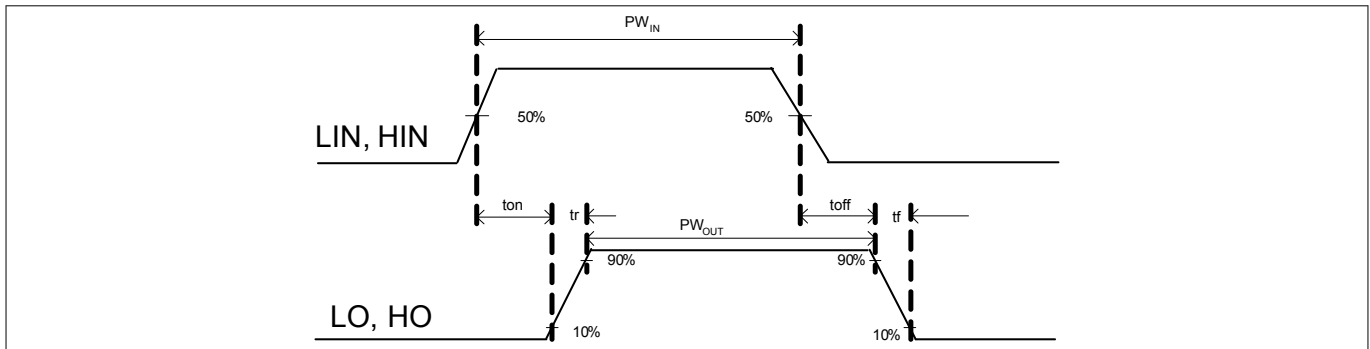 PW_IN
50%
50%
LIN, HIN
ton
tr
toff
tf
PW_OUT
90%
90%
LO, HO
10%
10%